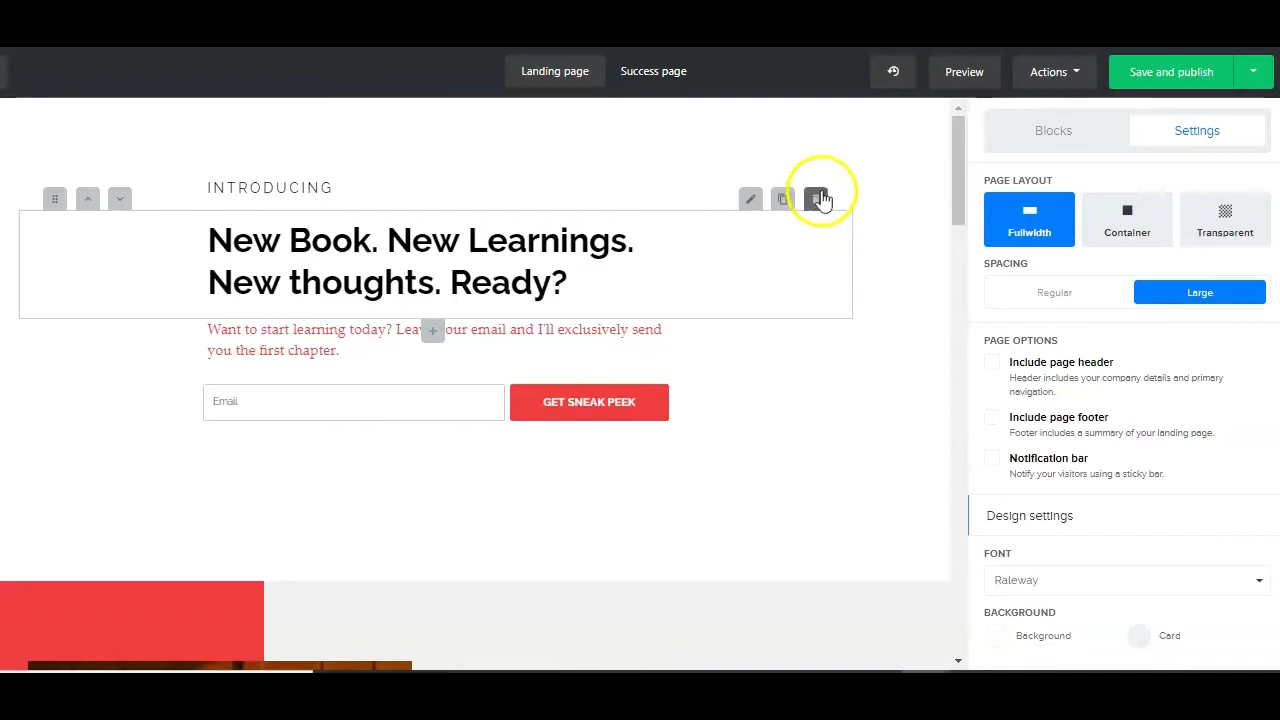 Landing page
Success page
Preview
Actions
Save and publish
Blocks
Settings
INTRODUCING
New Book. New Learnings.
New thoughts. Ready?
Want to start learning today? Lea our email and I'll exclusively send
you the first chapter.
Email
GET SNEAK PEEK
PAGE LAYOUT
Fullwidth
Container
Transparent
SPACING
Regular
Large
PAGE OPTIONS
Include page header
Header includes your company details and primary
navigation.
Include page footer
Footer includes a summary of your landing page.
Notification bar
Notify your visitors using a sticky bar.
Design settings
FONT
Raleway
BACKGROUND
Background
Card